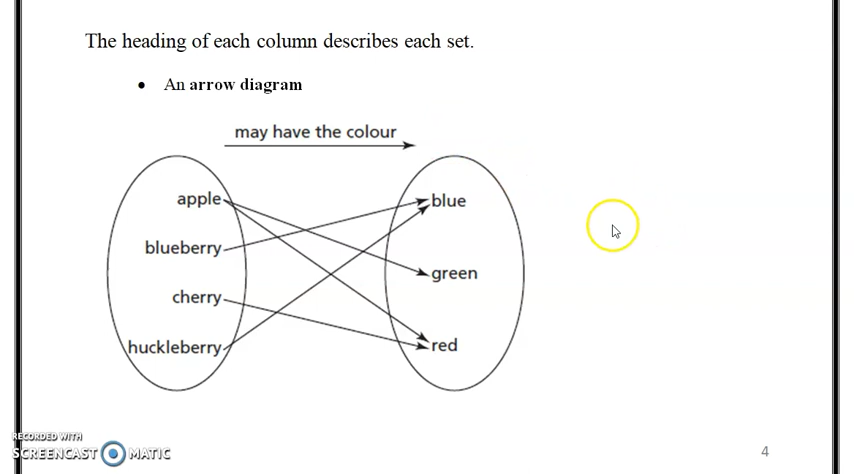 The heading of each column describes each set.
• An arrow diagram
may have the colour
apple
blueberry
cherry
huckleberry
blue
green
red
RECORDED WITH
SCREENCAST MATIC
4